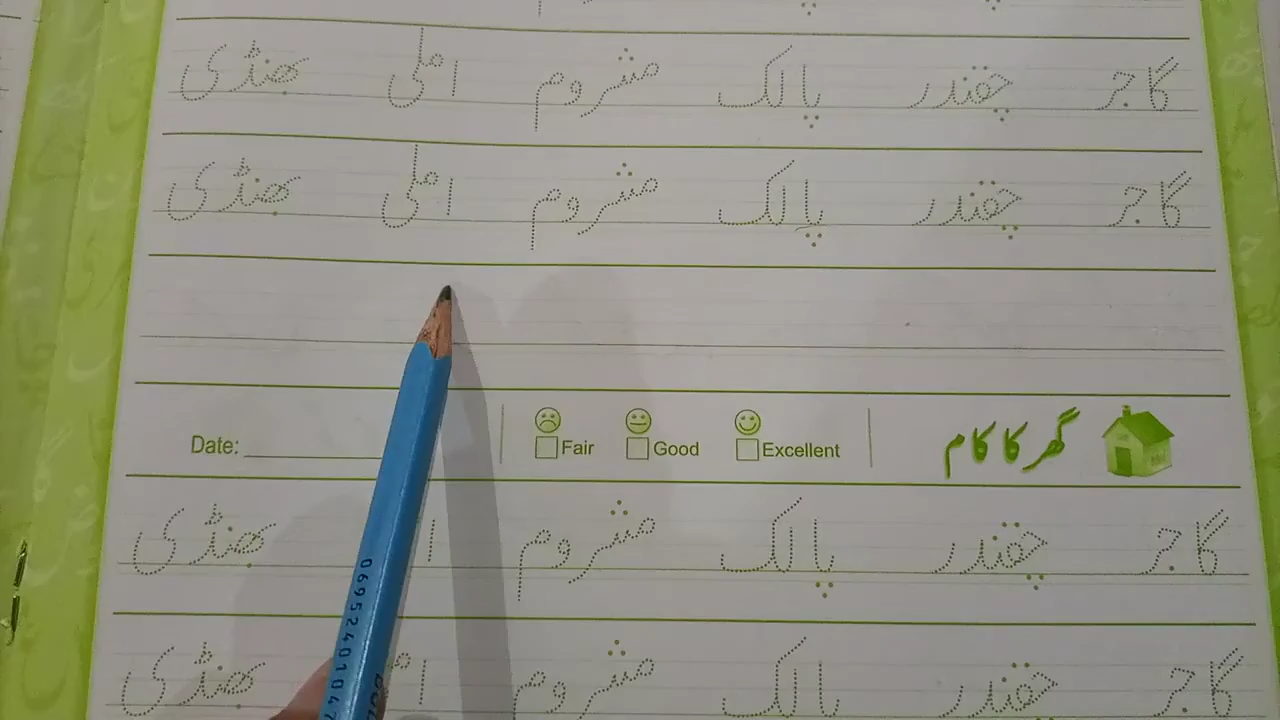 گاجر چقندر پالک مشروم املی بھنڈی
گاجر چقندر پالک مشروم املی بھنڈی
گھر کا کام Excellent Good Fair Date:
گاجر چقندر پالک مشروم بھنڈی
گاجر چقندر پالک مشروم بھنڈی